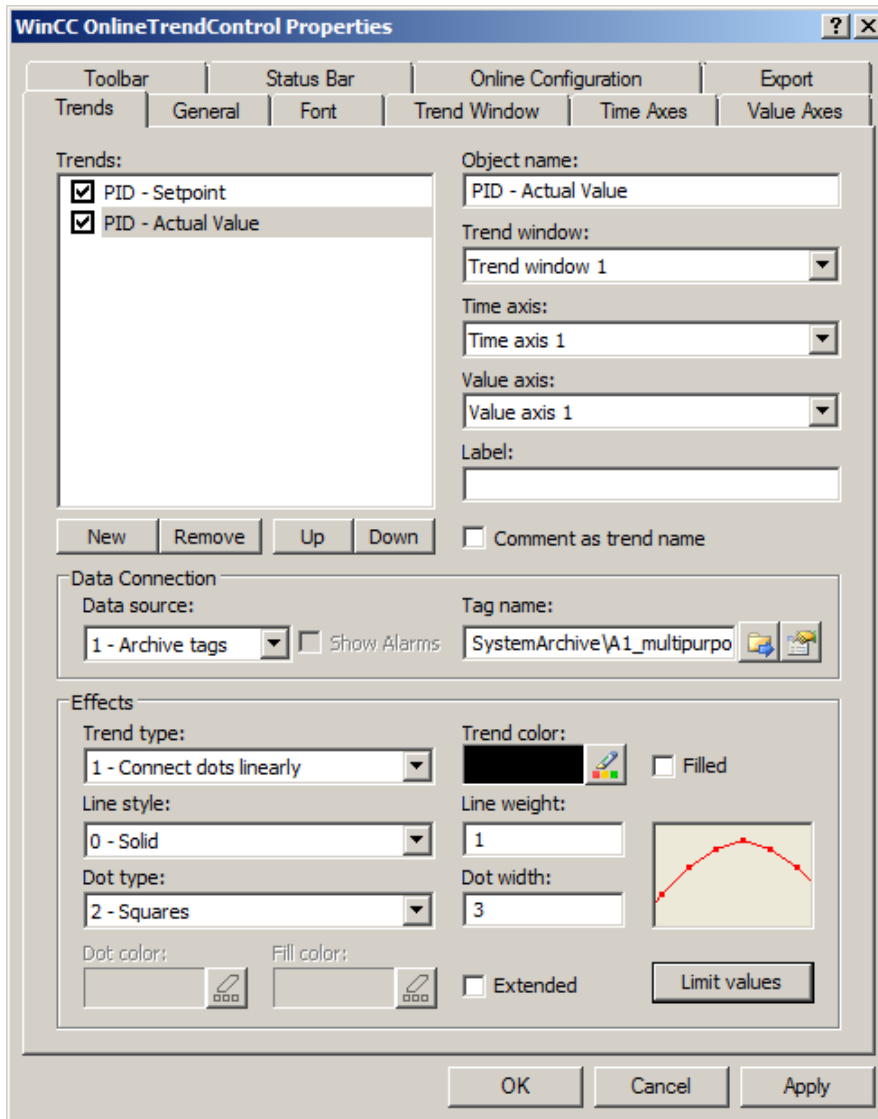 WinCC OnlineTrendControl Properties
Toolbar Status Bar Online Configuration Export
Trends General Font Trend Window Time Axes Value Axes
Trends:
PID - Setpoint
PID - Actual Value
Object name:
PID - Actual Value
Trend window:
Trend window 1
Time axis:
Time axis 1
Value axis:
Value axis 1
Label:
New Remove Up Down
Comment as trend name
Data Connection
Data source:
1 - Archive tags
Show Alarms
Tag name:
SystemArchive\A1_multipurpo
Effects
Trend type:
1 - Connect dots linearly
Trend color:
Filled
Line style:
0 - Solid
Line weight:
1
Dot type:
2 - Squares
Dot width:
3
Dot color:
Fill color:
Extended
Limit values
OK Cancel Apply